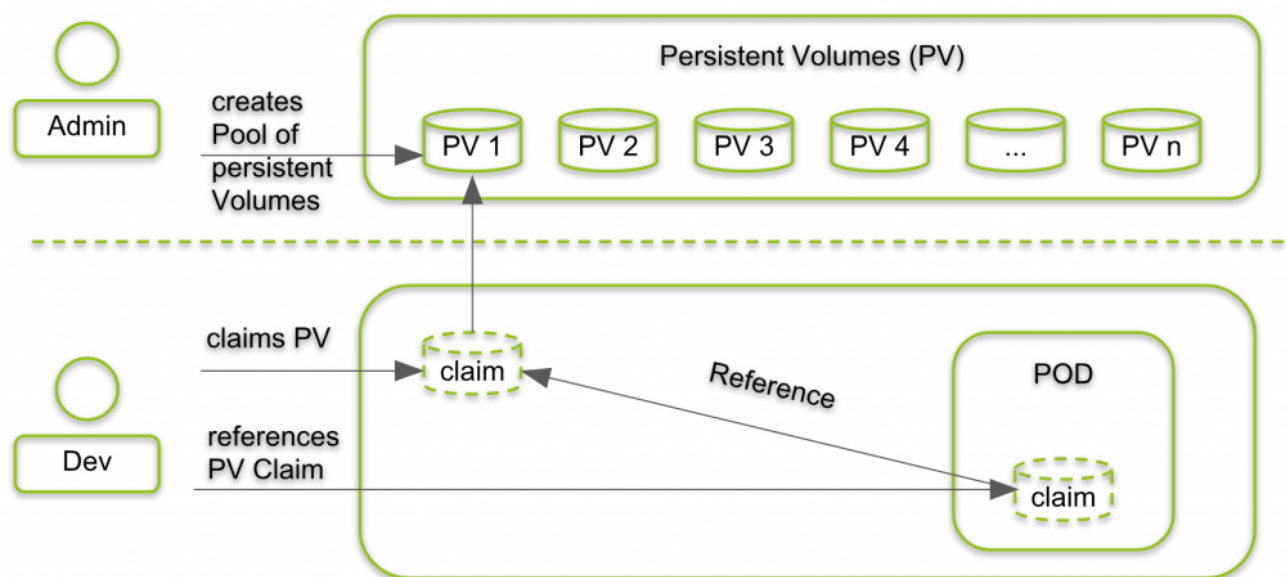 Persistent Volumes (PV)
Admin
creates
Pool of
persistent
Volumes
PV 1
PV 2
PV 3
PV 4
...
PV n
claims PV
claim
Reference
POD
Dev
references
PV Claim
claim